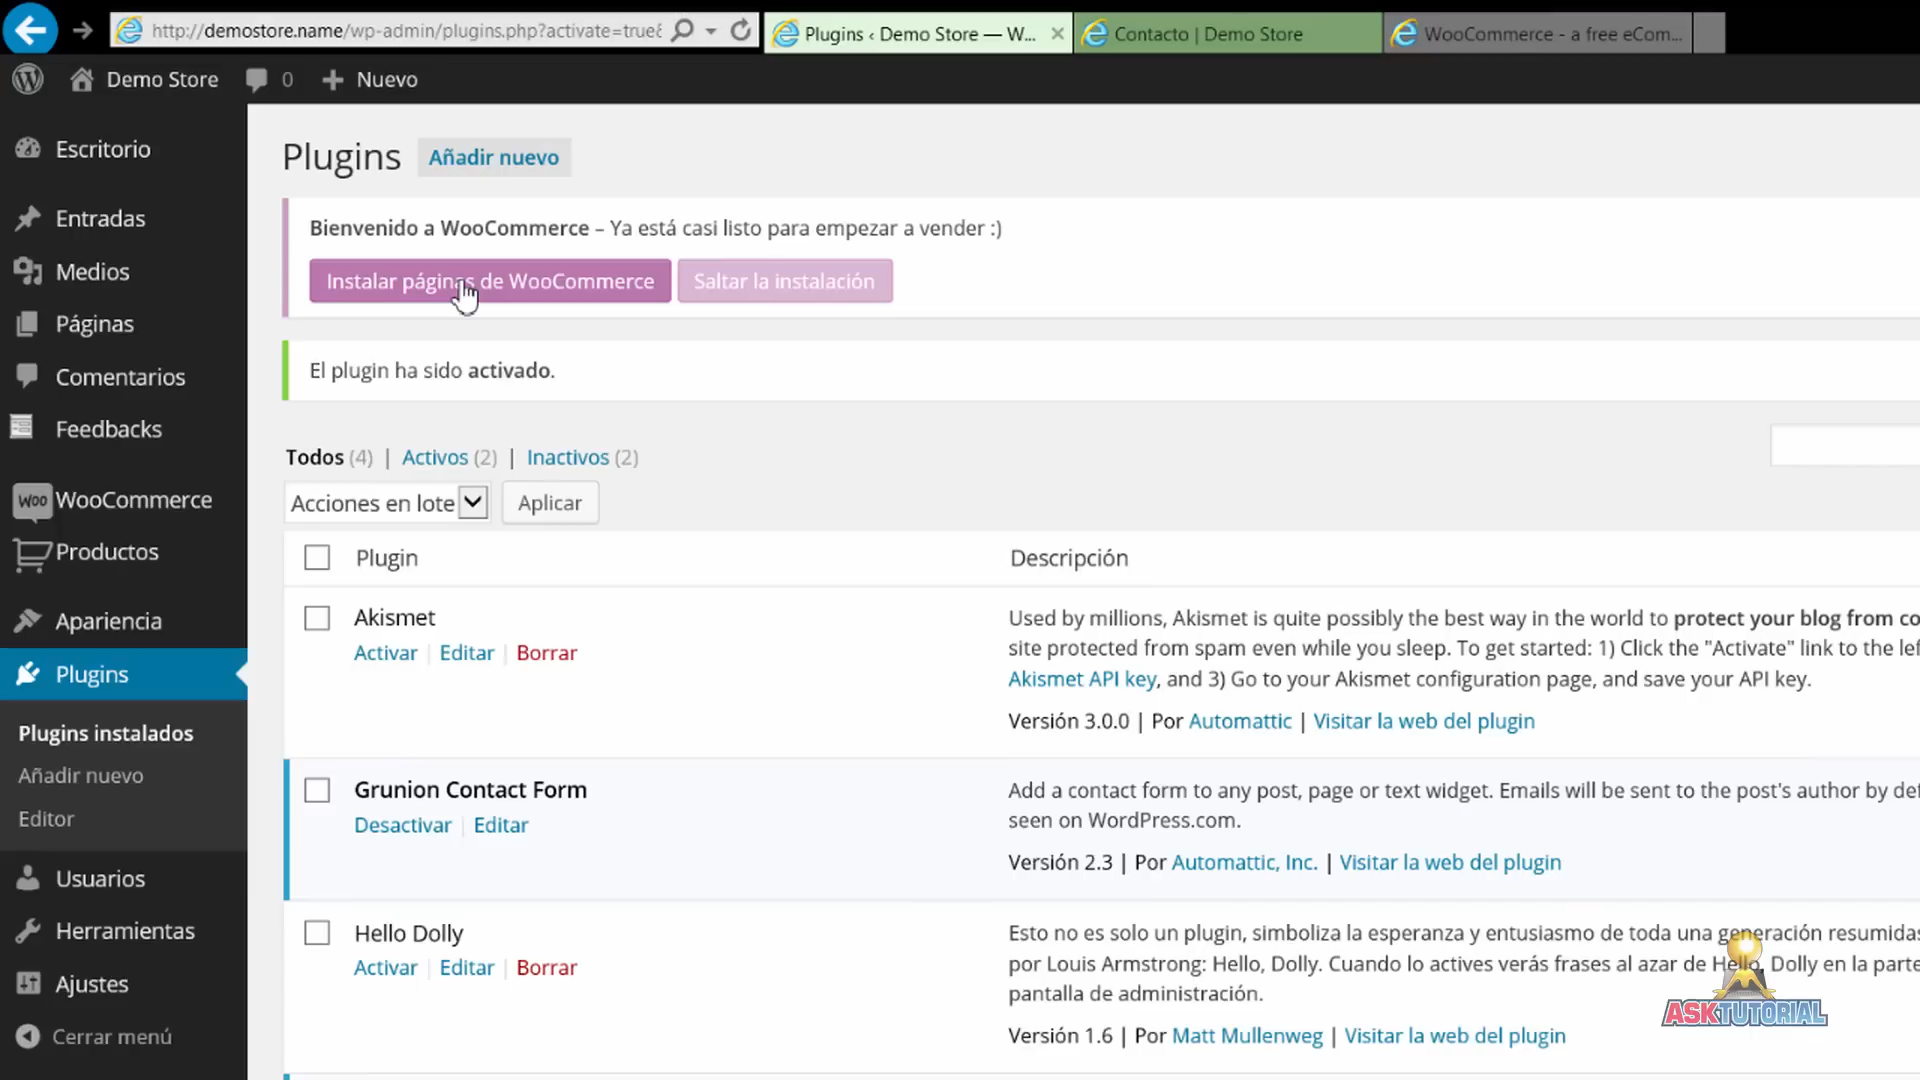 http://demostore.name/wp-admin/plugins.php?activate=true&
Plugins ‹ Demo Store — W...
Contacto | Demo Store
WooCommerce - a free eCom...
Demo Store
0
Nuevo
Escritorio
Entradas
Medios
Páginas
Comentarios
Feedbacks
WOO
WooCommerce
Productos
Apariencia
Plugins
Plugins instalados
Añadir nuevo
Editor
Usuarios
Herramientas
Ajustes
Cerrar menú
Plugins
Añadir nuevo
Bienvenido a WooCommerce – Ya está casi listo para empezar a vender :)
Instalar páginas de WooCommerce
Saltar la instalación
El plugin ha sido activado.
Todos (4) | Activos (2) | Inactivos (2)
Acciones en lote
Aplicar
Plugin
Descripción
Akismet
Activar | Editar | Borrar
Used by millions, Akismet is quite possibly the best way in the world to protect your blog from co
site protected from spam even while you sleep. To get started: 1) Click the "Activate" link to the lef
Akismet API key, and 3) Go to your Akismet configuration page, and save your API key.
Versión 3.0.0 | Por Automattic | Visitar la web del plugin
Grunion Contact Form
Desactivar | Editar
Add a contact form to any post, page or text widget. Emails will be sent to the post's author by def
seen on WordPress.com.
Versión 2.3 | Por Automattic, Inc. | Visitar la web del plugin
Hello Dolly
Activar | Editar | Borrar
Esto no es solo un plugin, simboliza la esperanza y entusiasmo de toda una generación resumidas
por Louis Armstrong: Hello, Dolly. Cuando lo actives verás frases al azar de Hello, Dolly en la parte
pantalla de administración.
Versión 1.6 | Por Matt Mullenweg | Visitar la web del plugin
ASKTUTORIAL